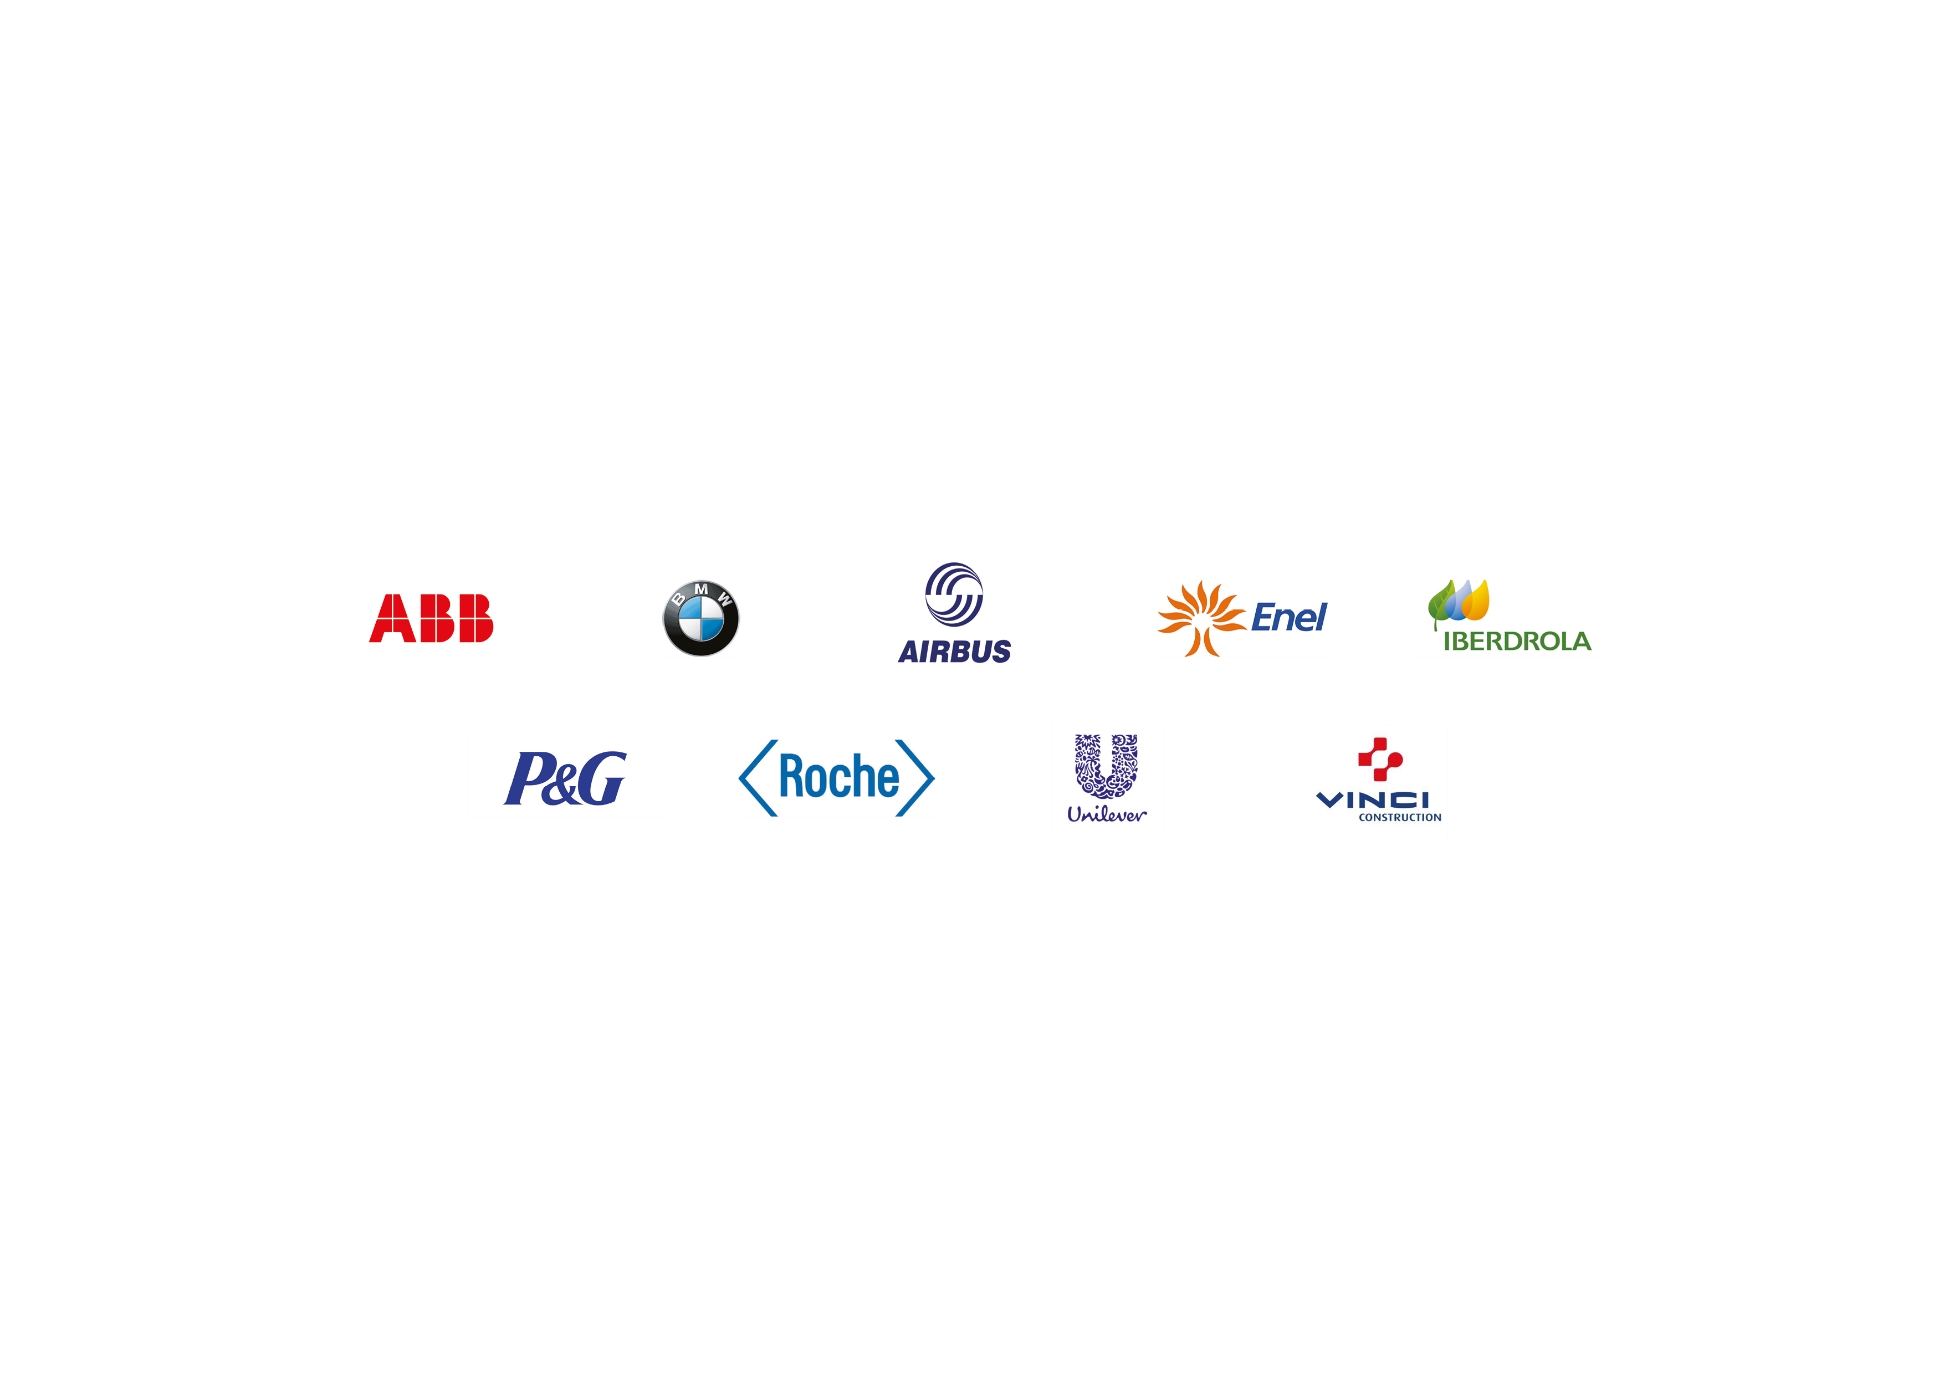 ABB
BMW
AIRBUS
Enel
IBERDROLA
P&G
Roche
U
Unilever
VINCI
CONSTRUCTION